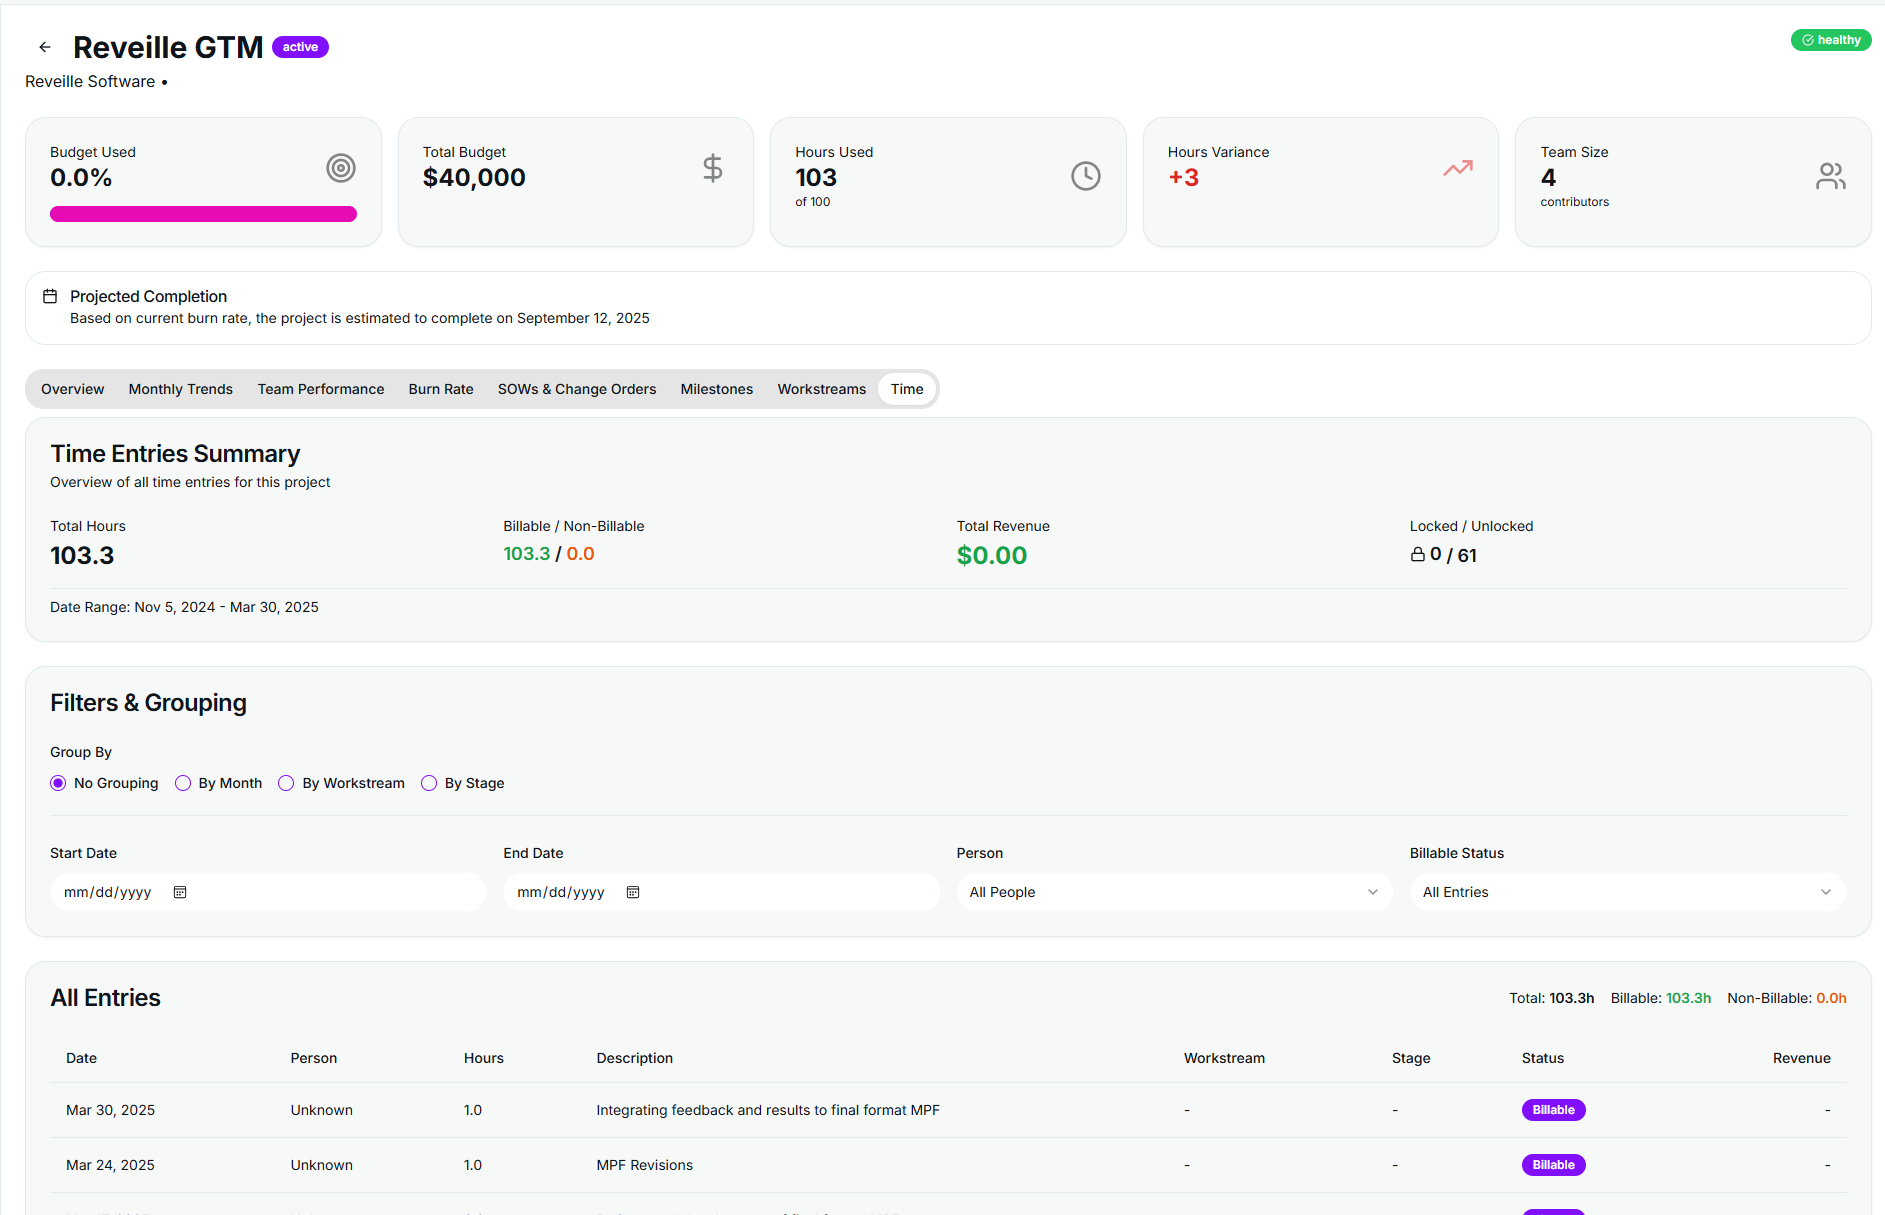 Reveille GTM active
healthy
Reveille Software •
Budget Used
0.0%
Total Budget
$40,000
Hours Used
103
of 100
Hours Variance
+3
Team Size
4
contributors
Projected Completion
Based on current burn rate, the project is estimated to complete on September 12, 2025
Overview Monthly Trends Team Performance Burn Rate SOWs & Change Orders Milestones Workstreams Time
Time Entries Summary
Overview of all time entries for this project
Total Hours
103.3
Billable / Non-Billable
103.3 / 0.0
Total Revenue
$0.00
Locked / Unlocked
0 / 61
Date Range: Nov 5, 2024 - Mar 30, 2025
Filters & Grouping
Group By
No Grouping By Month By Workstream By Stage
Start Date
mm/dd/yyyy
End Date
mm/dd/yyyy
Person
All People
Billable Status
All Entries
All Entries
Total: 103.3h Billable: 103.3h Non-Billable: 0.0h
Date Person Hours Description Workstream Stage Status Revenue
Mar 30, 2025 Unknown 1.0 Integrating feedback and results to final format MPF - - Billable -
Mar 24, 2025 Unknown 1.0 MPF Revisions - - Billable -